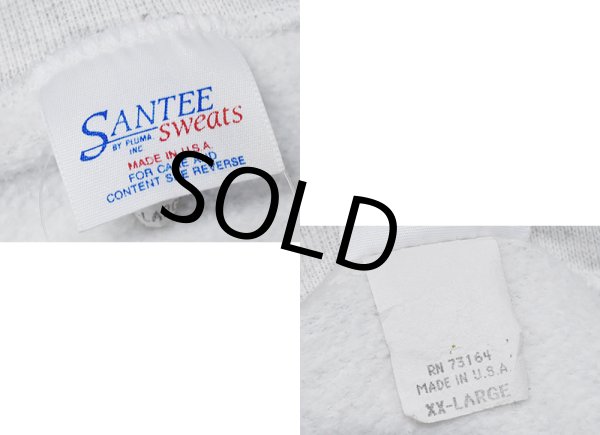 SANTEE
sweats
BY PLUMA
INC
MADE IN U.S.A.
FOR CARE AND
CONTENT SEE REVERSE
SOLD
RN 73164
MADE IN U.S.A
XX-LARGE